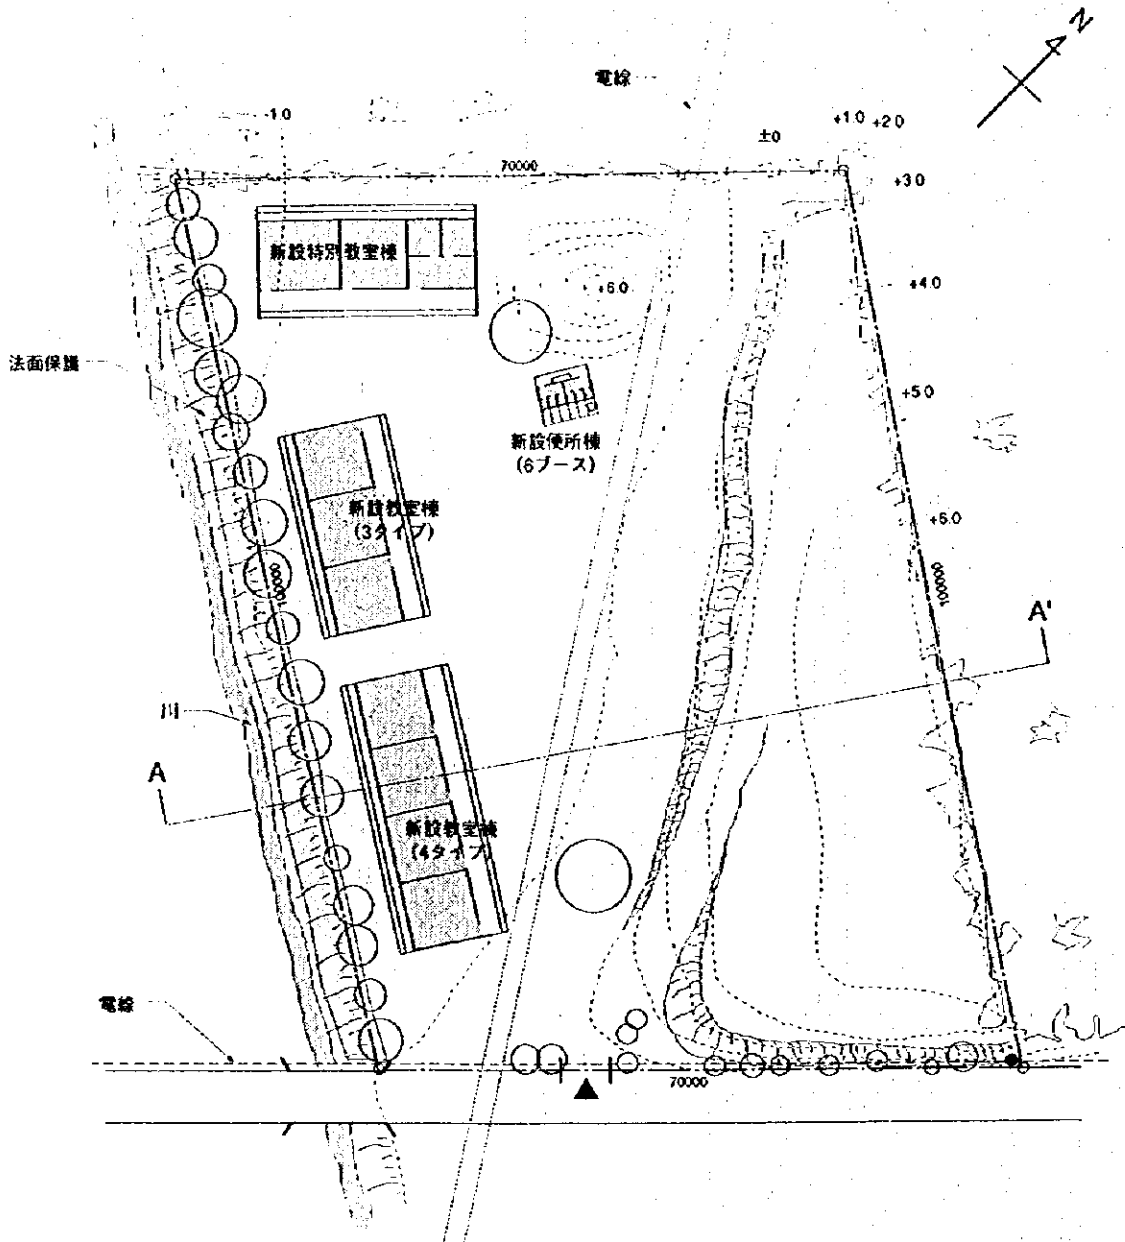 N
電線
-1.0
±0
+1.0
+2.0
70000
+3.0
新設特別教室棟
+6.0
+4.0
法面保護
+5.0
新設便所棟
(6ブース)
新設教室棟
(3タイプ)
+6.0
100000
100000
A'
川
A
新設教室棟
(4タイプ)
電線
70000